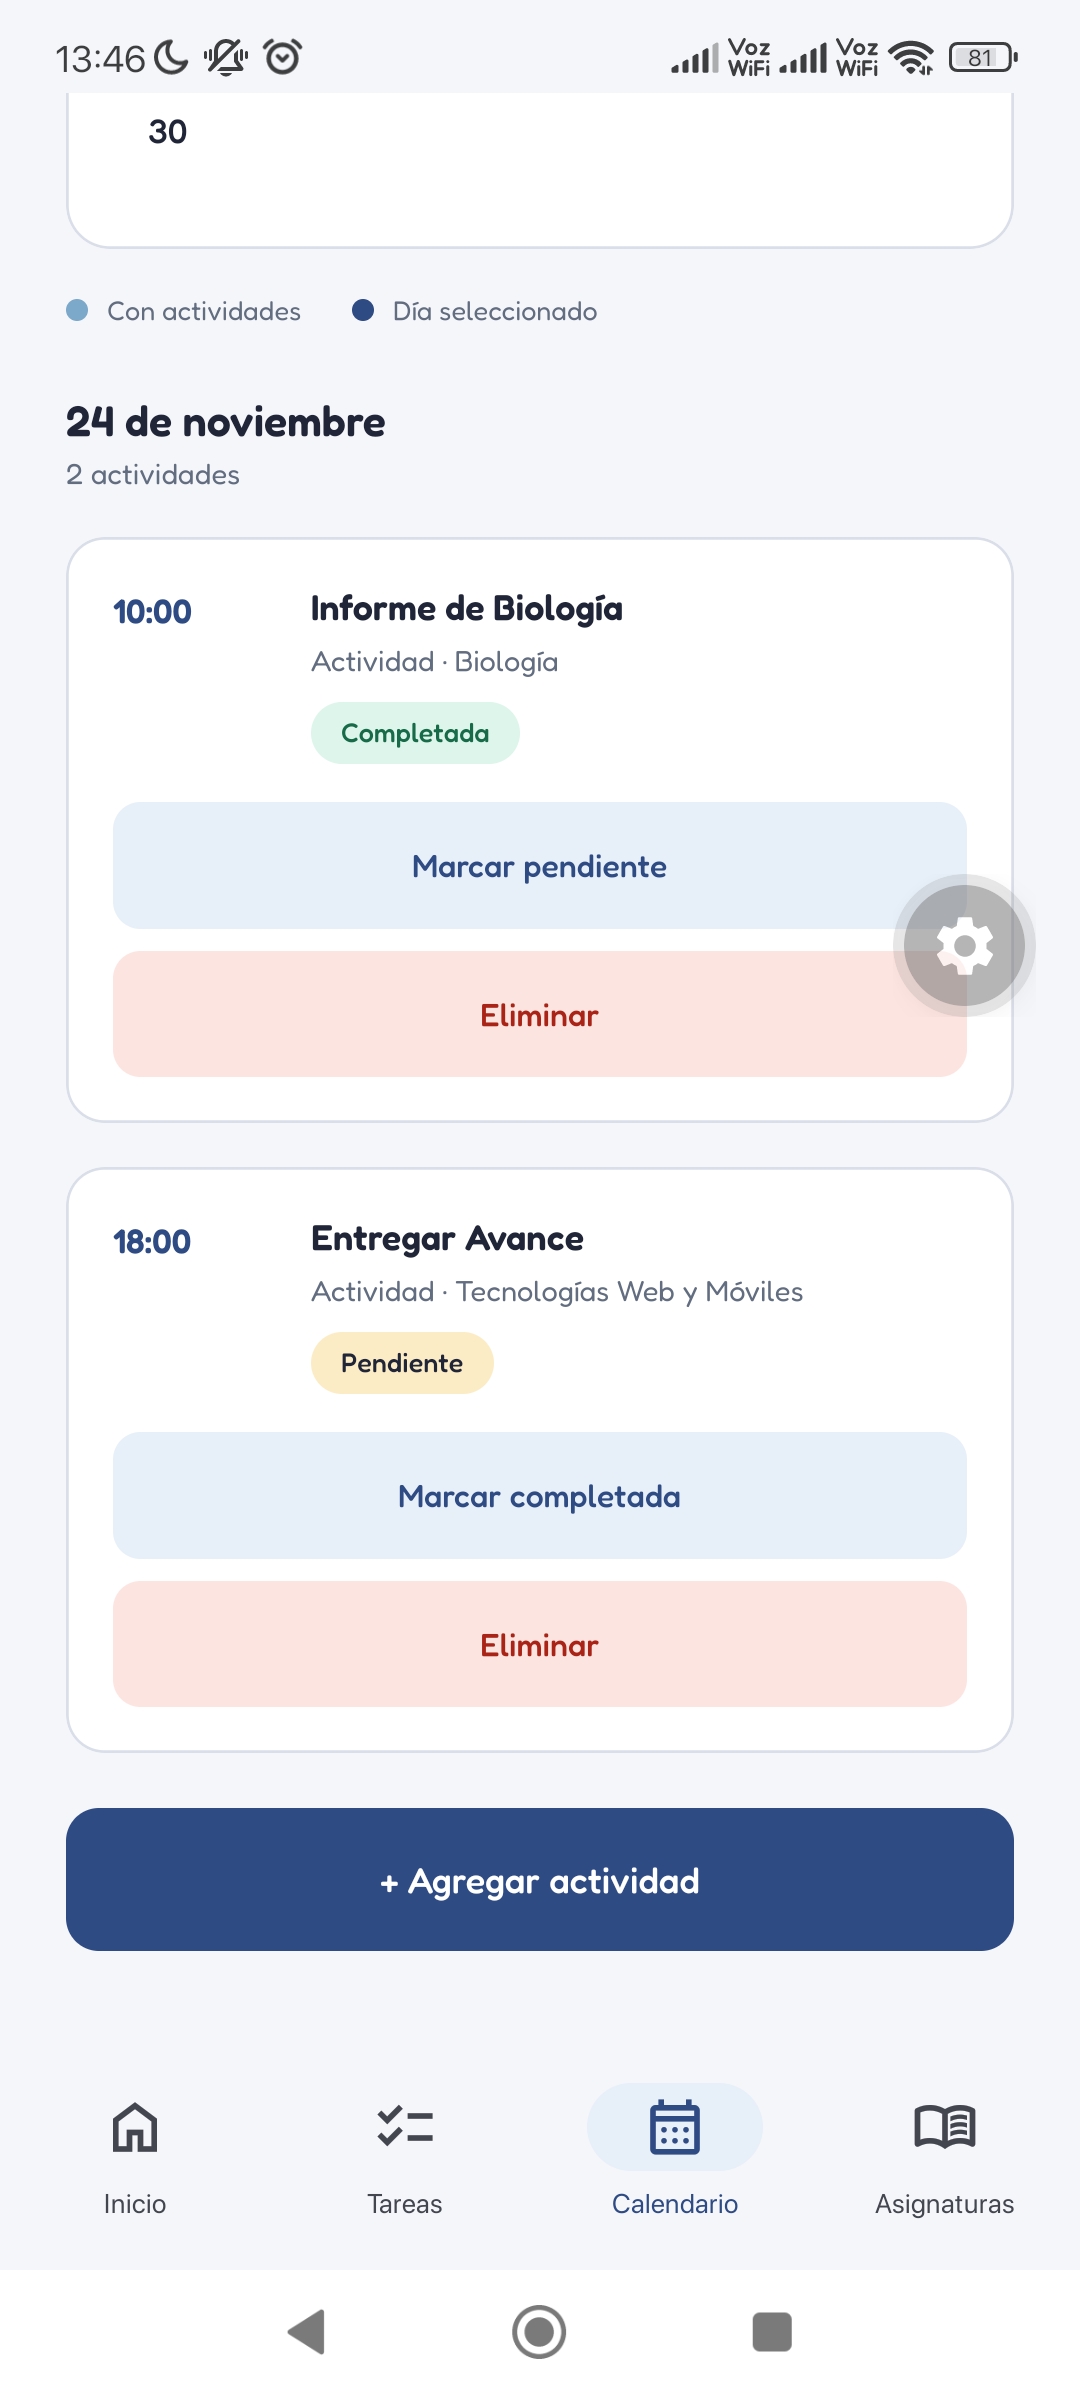 13:46
Voz WiFi
Voz WiFi
81
30
Con actividades
Día seleccionado
24 de noviembre
2 actividades
10:00
Informe de Biología
Actividad · Biología
Completada
Marcar pendiente
Eliminar
18:00
Entregar Avance
Actividad · Tecnologías Web y Móviles
Pendiente
Marcar completada
Eliminar
+ Agregar actividad
Inicio
Tareas
Calendario
Asignaturas